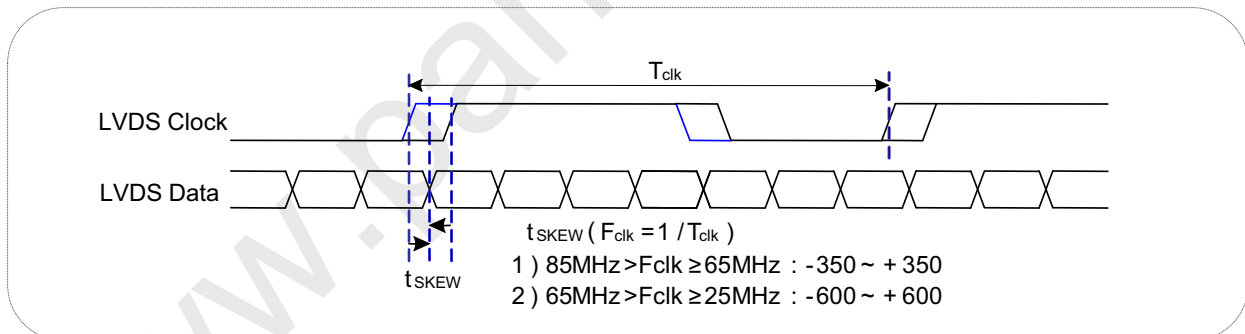 Tclk
LVDS Clock
LVDS Data
tSKEW ( Fclk = 1 / Tclk )
1 ) 85MHz > Fclk ≥ 65MHz : -350 ~ + 350
2 ) 65MHz > Fclk ≥ 25MHz : -600 ~ + 600
tSKEW